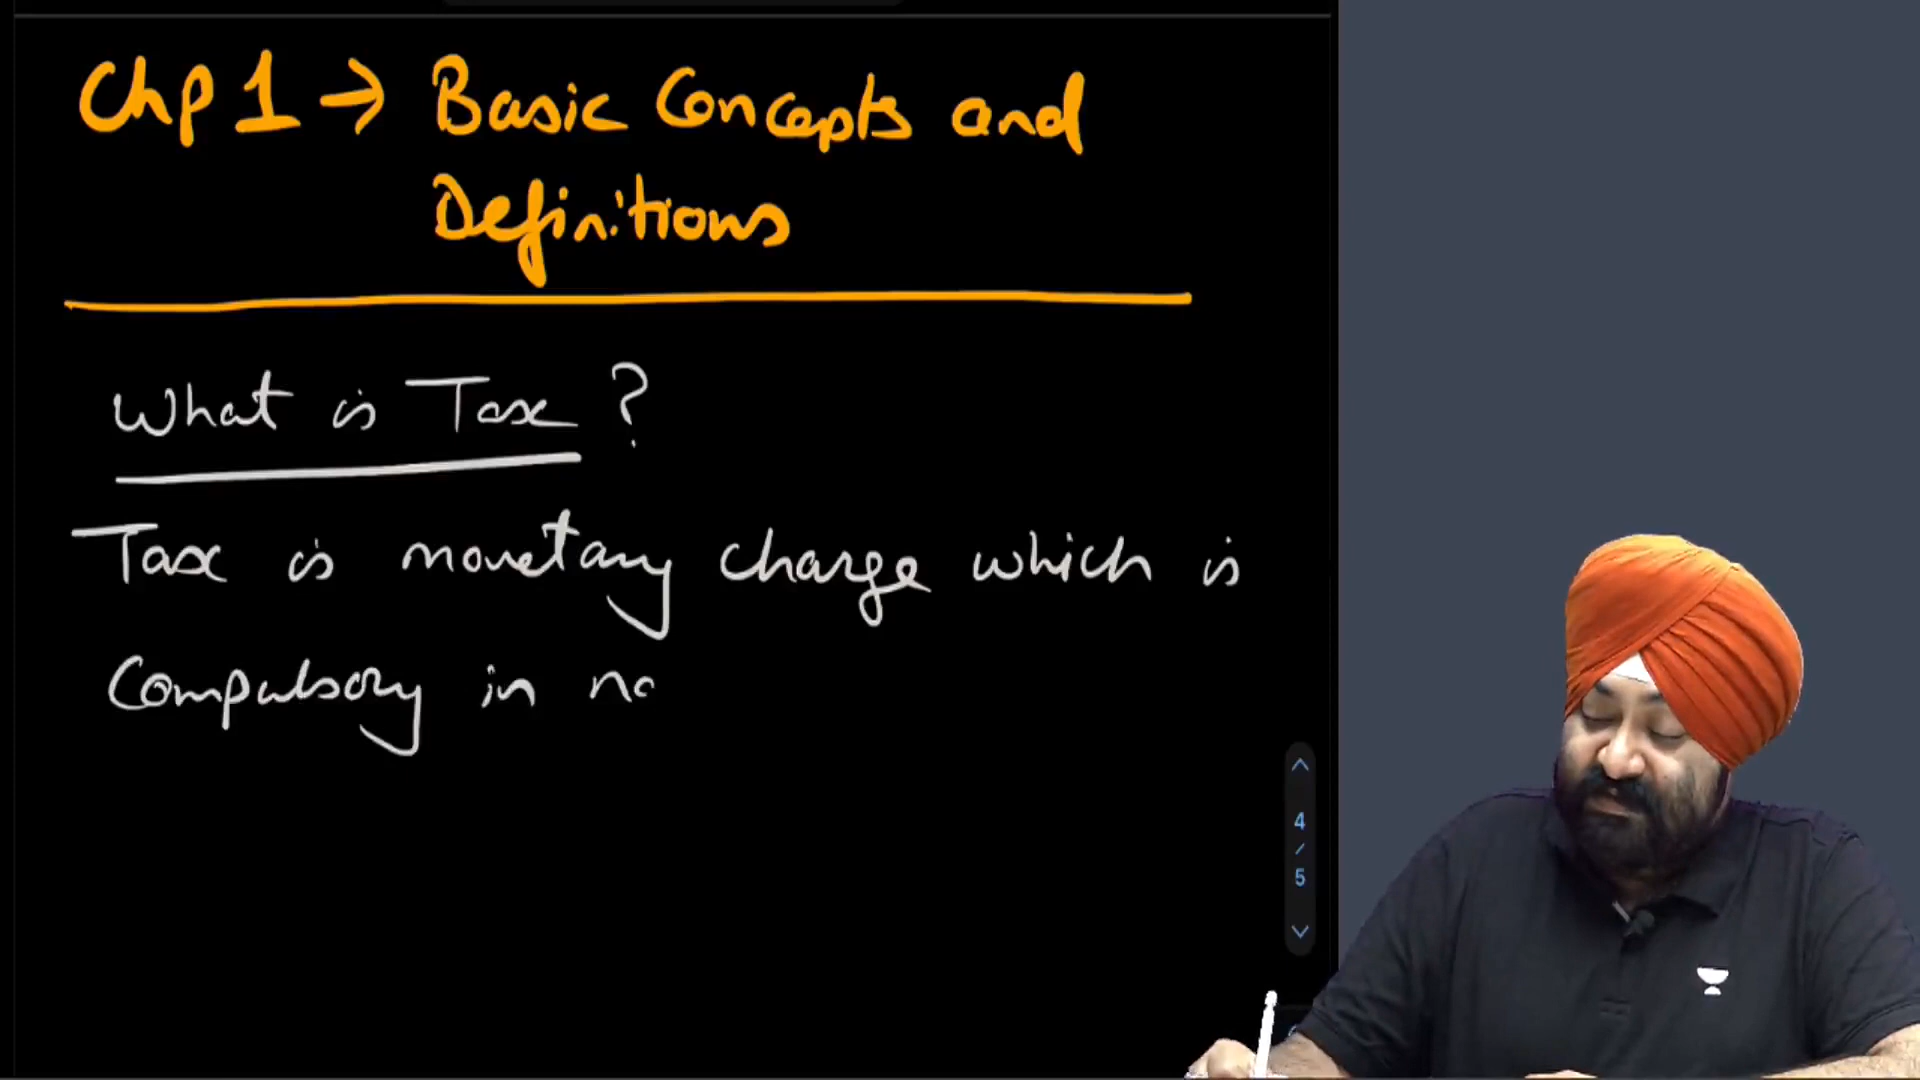 Chp 1 → Basic Concepts and
Definitions
What is Tax ?
Tax is monetary charge which is
Compulsory in na
4
/
5